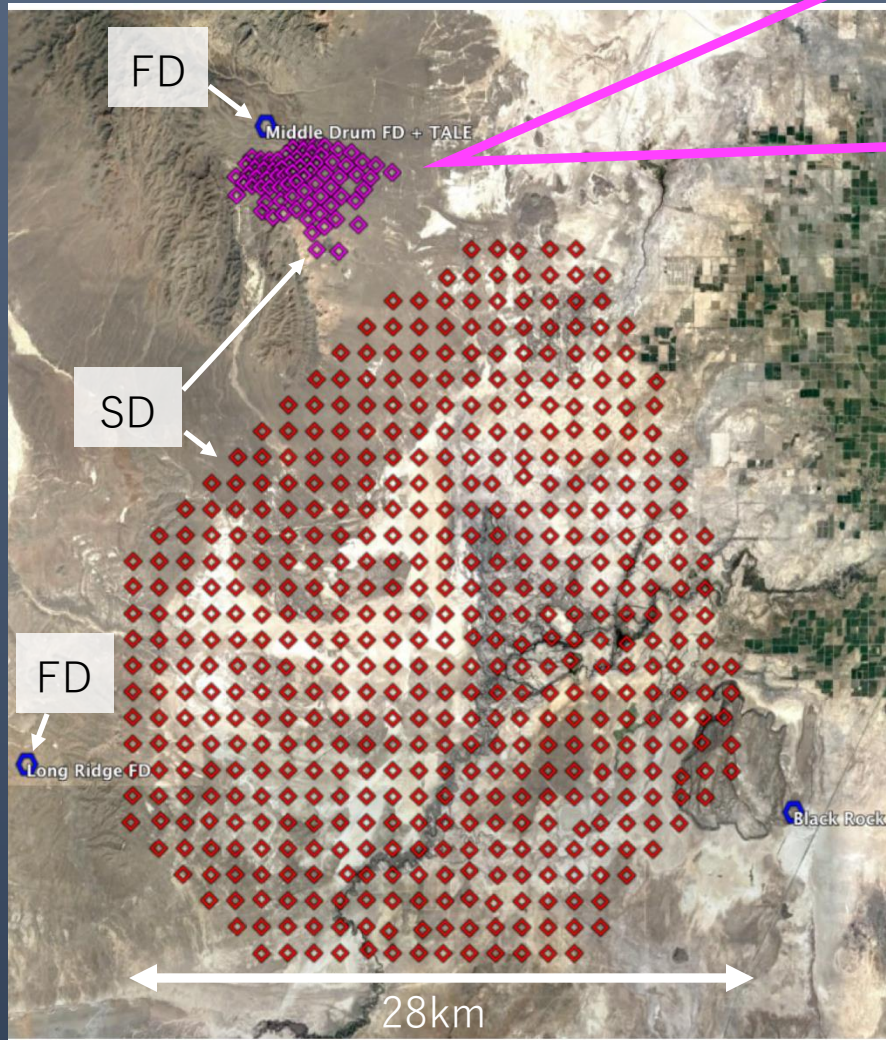 FD
Middle Drum FD + TALE
SD
FD
Long Ridge FD
Black Rock
28km